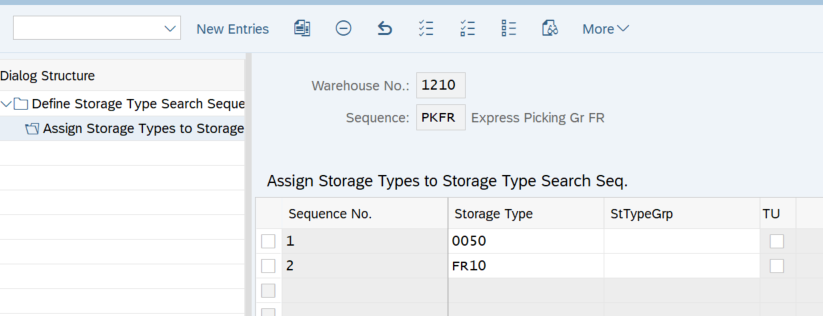 New Entries More
Dialog Structure
Define Storage Type Search Seque
Assign Storage Types to Storage
Warehouse No.: 1210
Sequence: PKFR Express Picking Gr FR
Assign Storage Types to Storage Type Search Seq.
Sequence No. Storage Type StTypeGrp TU
1 0050
2 FR10